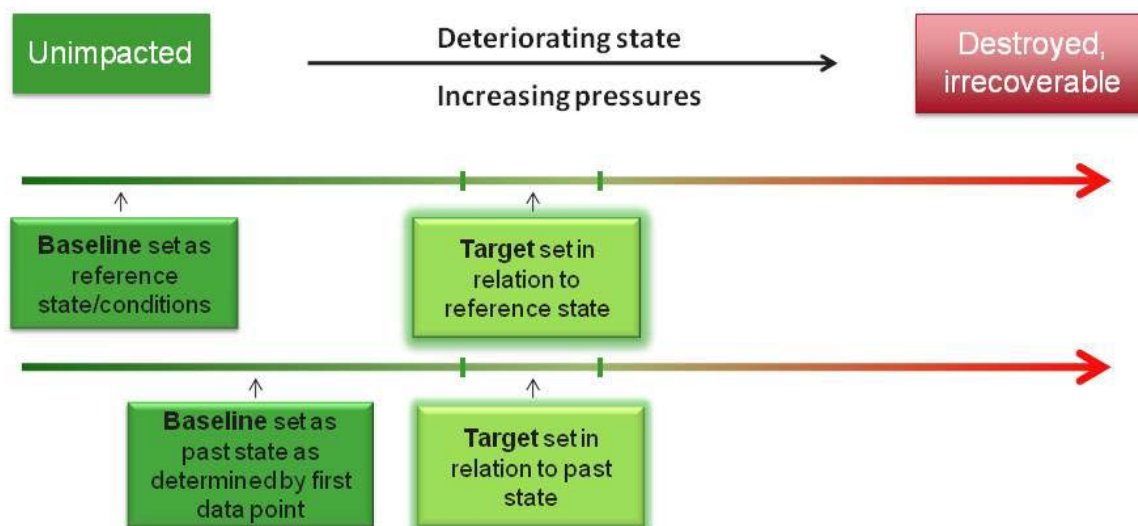 Unimpacted
Deteriorating state
Increasing pressures
Destroyed,
irrecoverable
Baseline set as
reference
state/conditions
Target set in
relation to
reference state
Baseline set as
past state as
determined by first
data point
Target set in
relation to past
state